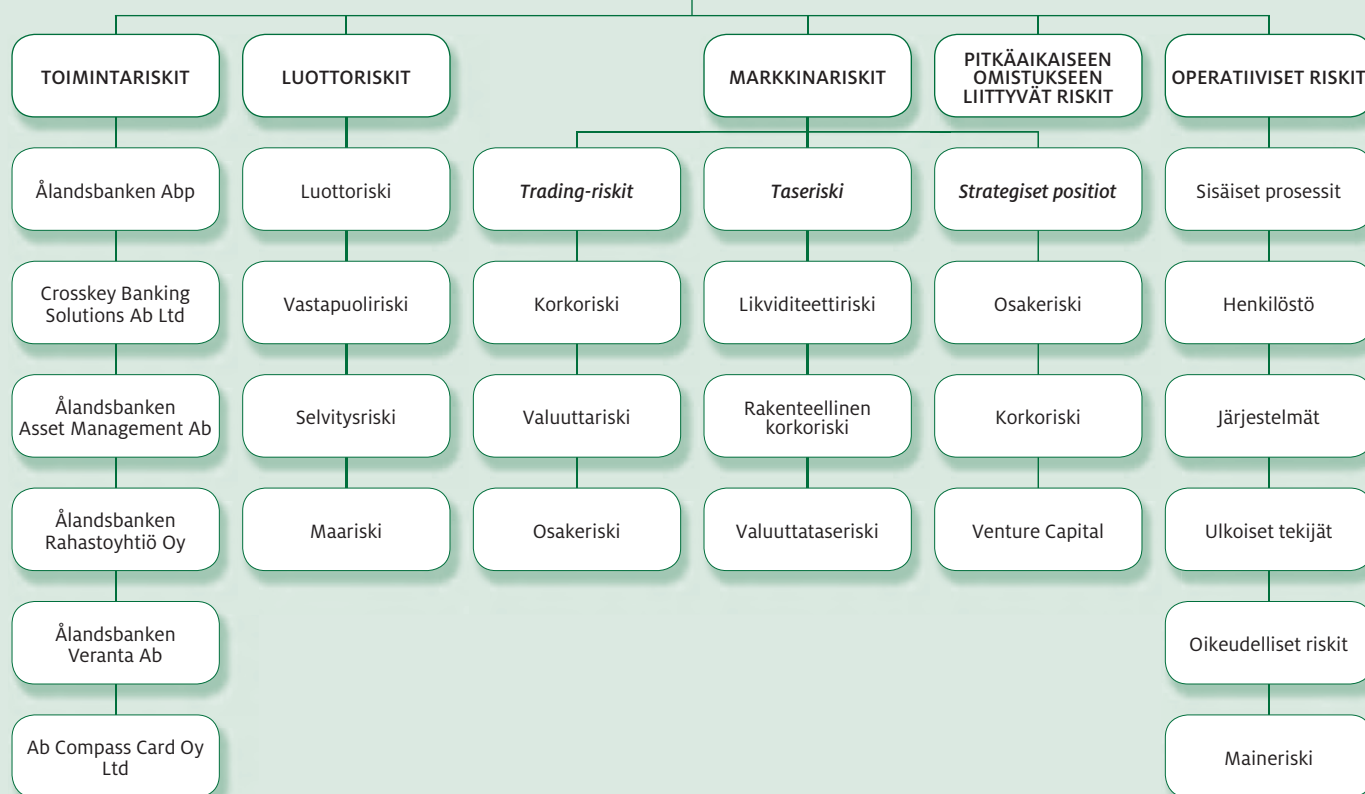 TOIMINTARISKIT
LUOTTORISKIT
MARKKINARISKIT
PITKÄAIKAISEEN
OMISTUKSEEN
LIITTYVÄT RISKIT
OPERATIIVISET RISKIT
Ålandsbanken Abp
Luottoriski
Trading-riskit
Taseriski
Strategiset positiot
Sisäiset prosessit
Crosskey Banking
Solutions Ab Ltd
Vastapuoliriski
Korkoriski
Likviditeettiriski
Osakeriski
Henkilöstö
Ålandsbanken
Asset Management Ab
Selvitysriski
Valuuttariski
Rakenteellinen
korkoriski
Korkoriski
Järjestelmät
Ålandsbanken
Rahastoyhtiö Oy
Maariski
Osakeriski
Valuuttataseriski
Venture Capital
Ulkoiset tekijät
Ålandsbanken
Veranta Ab
Oikeudelliset riskit
Ab Compass Card Oy
Ltd
Maineriski